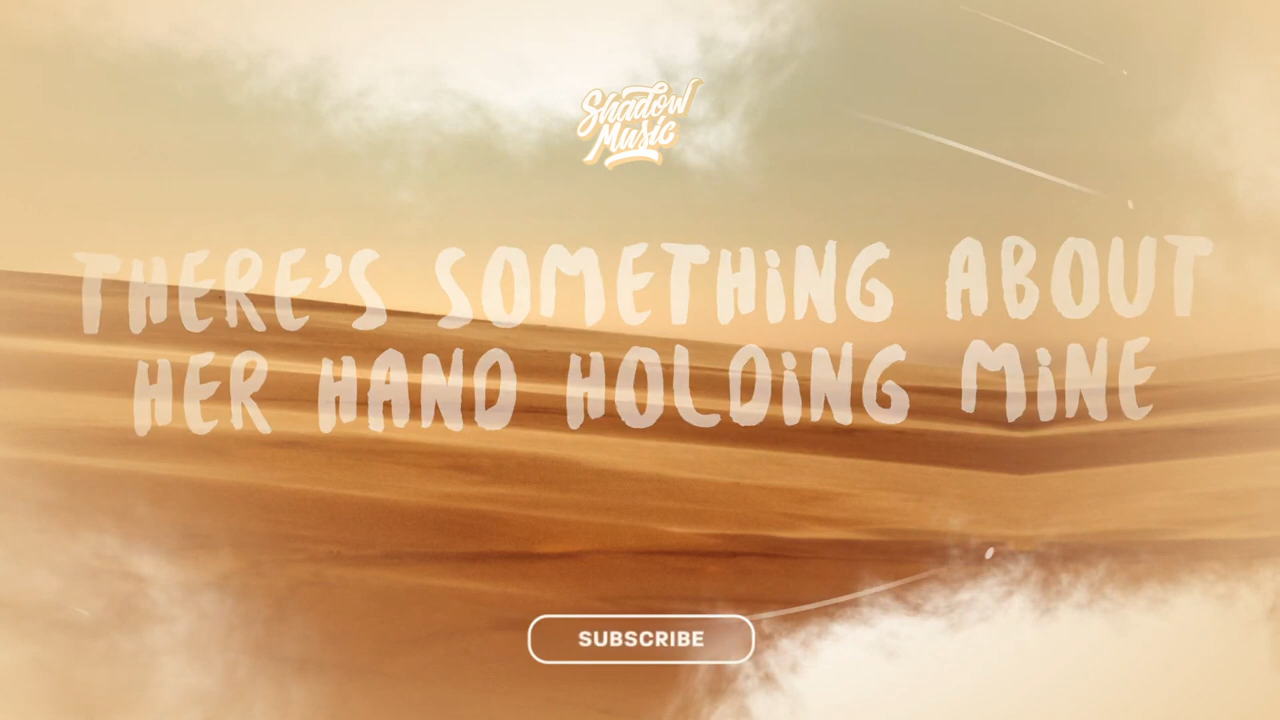 Shadow
Music
THERE'S SOMETHING ABOUT
HER HAND HOLDING MINE
SUBSCRIBE